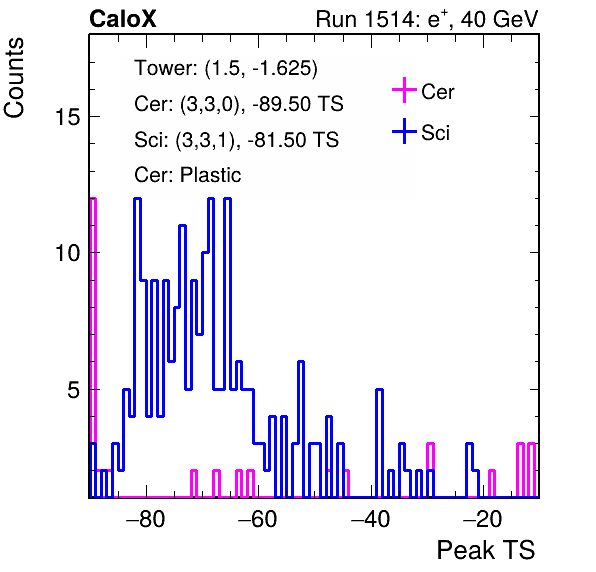 CaloX Run 1514: e⁺, 40 GeV
Counts
Tower: (1.5, -1.625)
Cer: (3,3,0), -89.50 TS
Sci: (3,3,1), -81.50 TS
Cer: Plastic
Cer
Sci
15
10
5
−80 −60 −40 −20
Peak TS